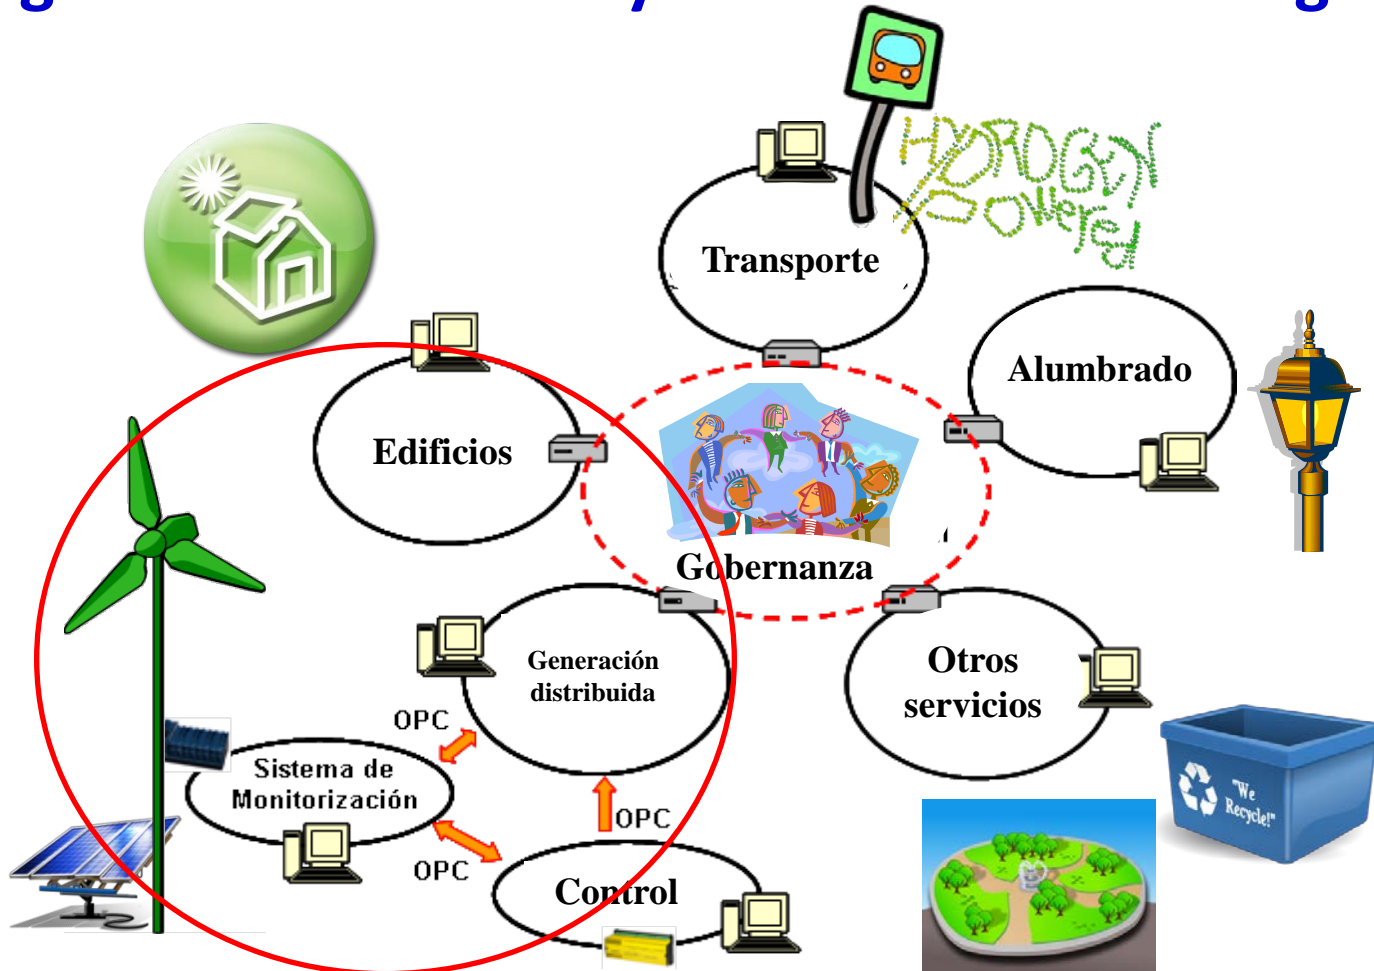 HYDROGEN
Powered
Transporte
Alumbrado
Edificios
Gobernanza
Generación
distribuida
Otros
servicios
OPC
Sistema de
Monitorización
OPC
OPC
Control
"We
Recycle!"